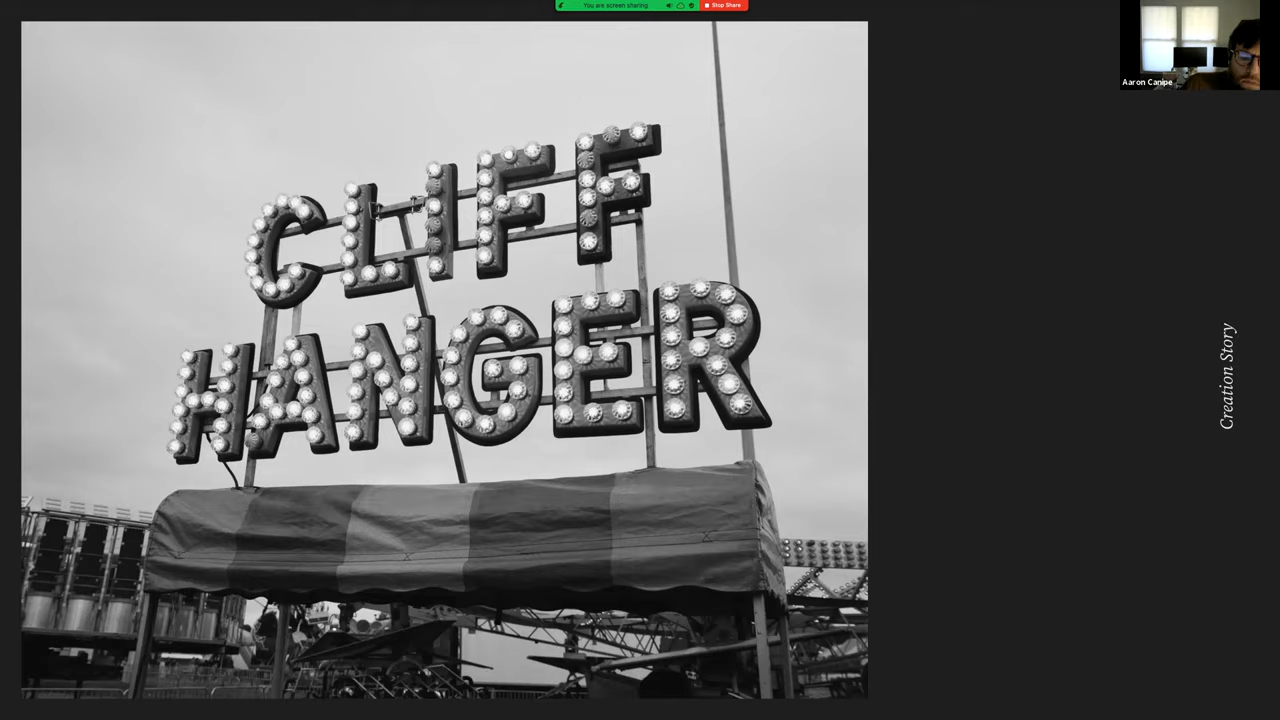 You are screen sharing
Stop Share
Aaron Canipe
CLIFF
HANGER
Creation Story